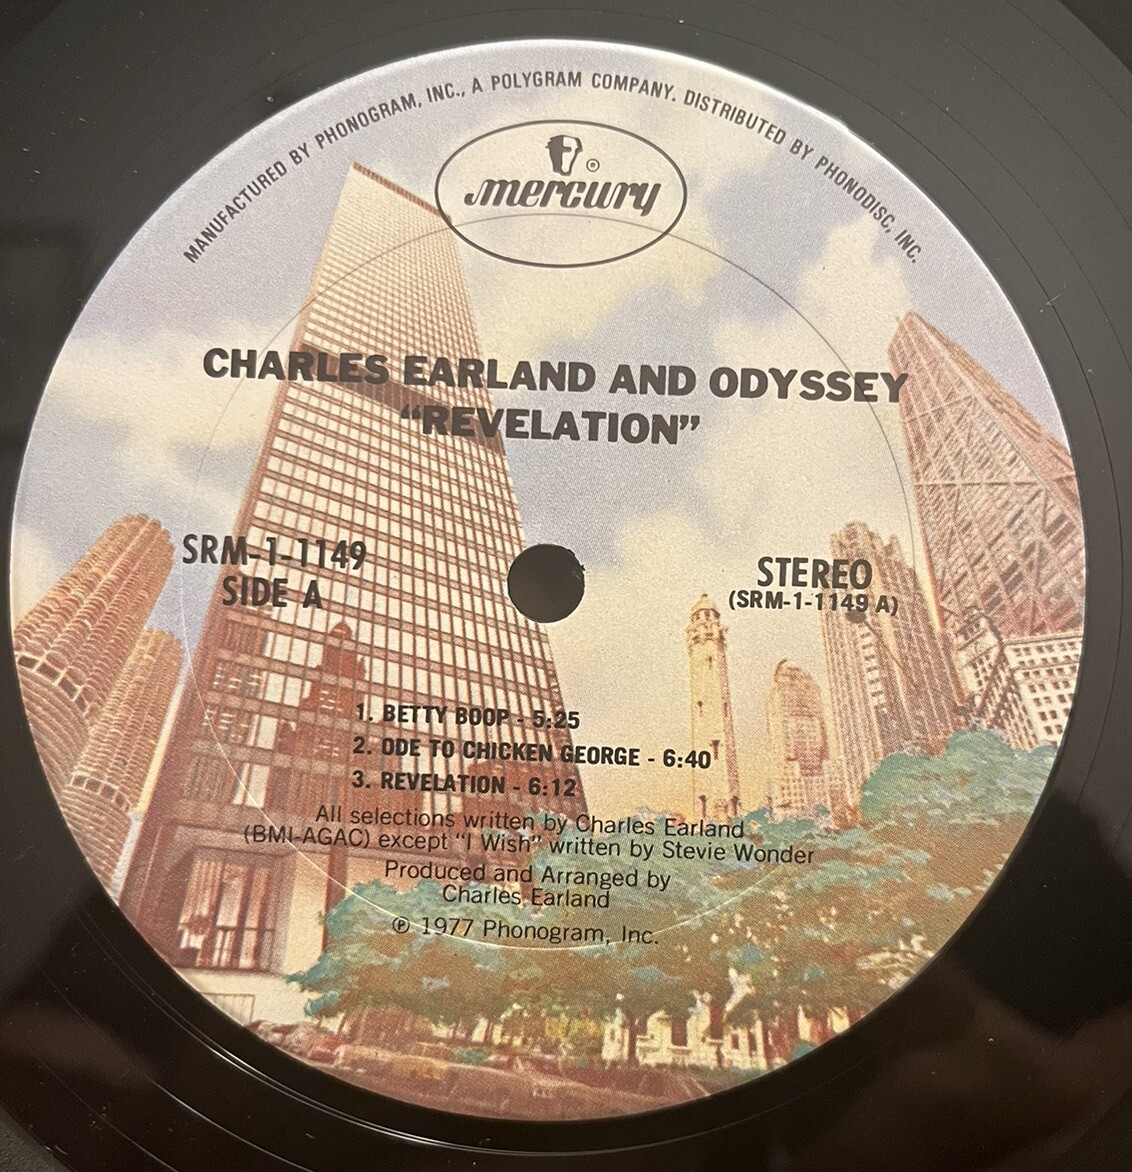 MANUFACTURED BY PHONOGRAM, INC., A POLYGRAM COMPANY. DISTRIBUTED BY PHONODISC, INC.
mercury ®
CHARLES EARLAND AND ODYSSEY
“REVELATION”
SRM-1-1149
SIDE A
STEREO
(SRM-1-1149 A)
1. BETTY BOOP - 5:25
2. ODE TO CHICKEN GEORGE - 6:40
3. REVELATION - 6:12
All selections written by Charles Earland
(BMI-AGAC) except “I Wish” written by Stevie Wonder
Produced and Arranged by
Charles Earland
℗ 1977 Phonogram, Inc.